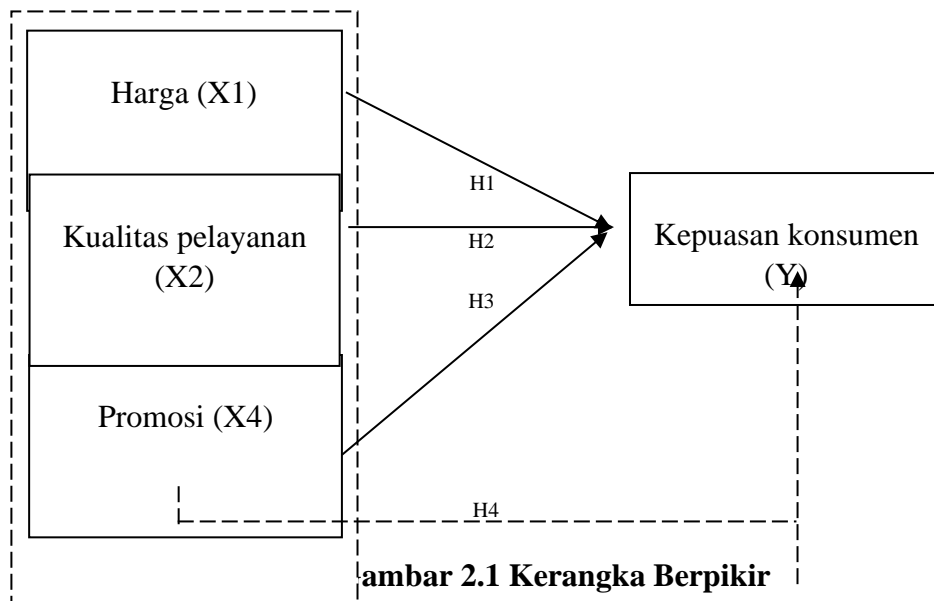 Harga (X1)
H1
Kualitas pelayanan
(X2)
H2
Kepuasan konsumen
(Y)
H3
Promosi (X4)
H4
ambar 2.1 Kerangka Berpikir